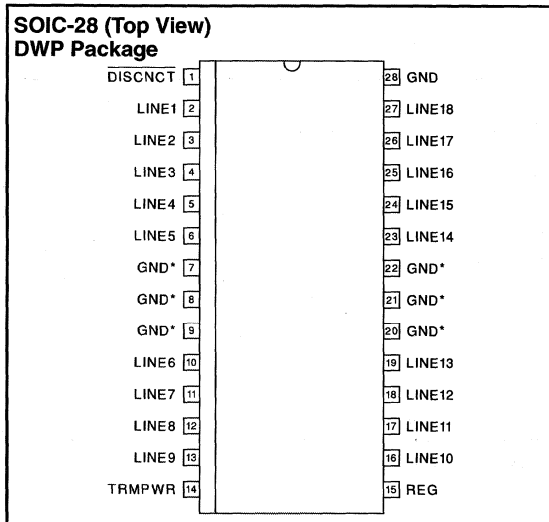 SOIC-28 (Top View)
DWP Package
DISCNCT 1 28 GND
LINE1 2 27 LINE18
LINE2 3 26 LINE17
LINE3 4 25 LINE16
LINE4 5 24 LINE15
LINE5 6 23 LINE14
GND* 7 22 GND*
GND* 8 21 GND*
GND* 9 20 GND*
LINE6 10 19 LINE13
LINE7 11 18 LINE12
LINE8 12 17 LINE11
LINE9 13 16 LINE10
TRMPWR 14 15 REG